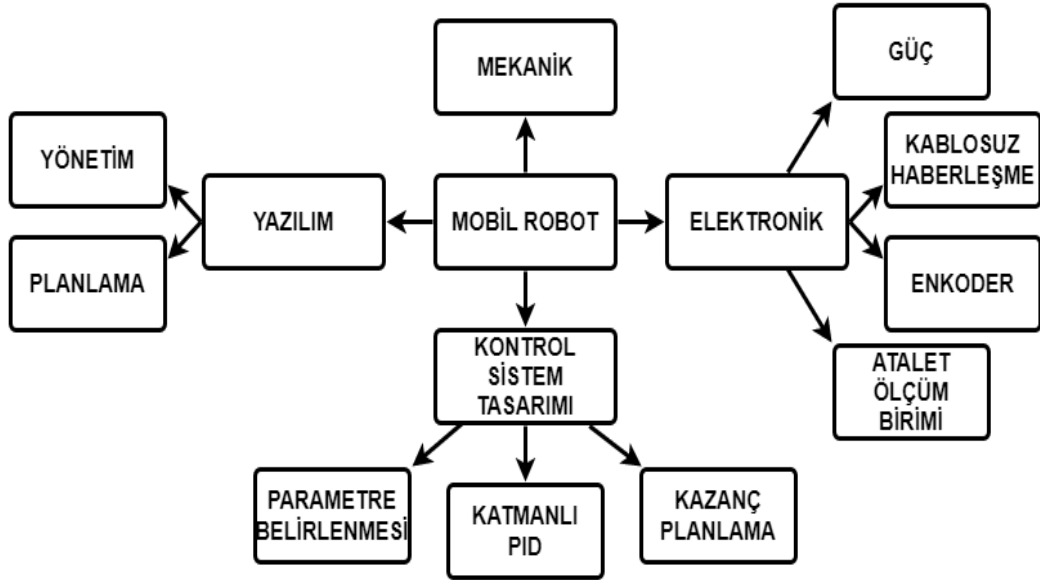 MEKANİK
GÜÇ
YÖNETİM
KABLOSUZ
HABERLEŞME
YAZILIM
MOBİL ROBOT
ELEKTRONİK
PLANLAMA
ENKODER
KONTROL
SİSTEM
TASARIMI
ATALET
ÖLÇÜM
BİRİMİ
PARAMETRE
BELİRLENMESİ
KATMANLI
PID
KAZANÇ
PLANLAMA